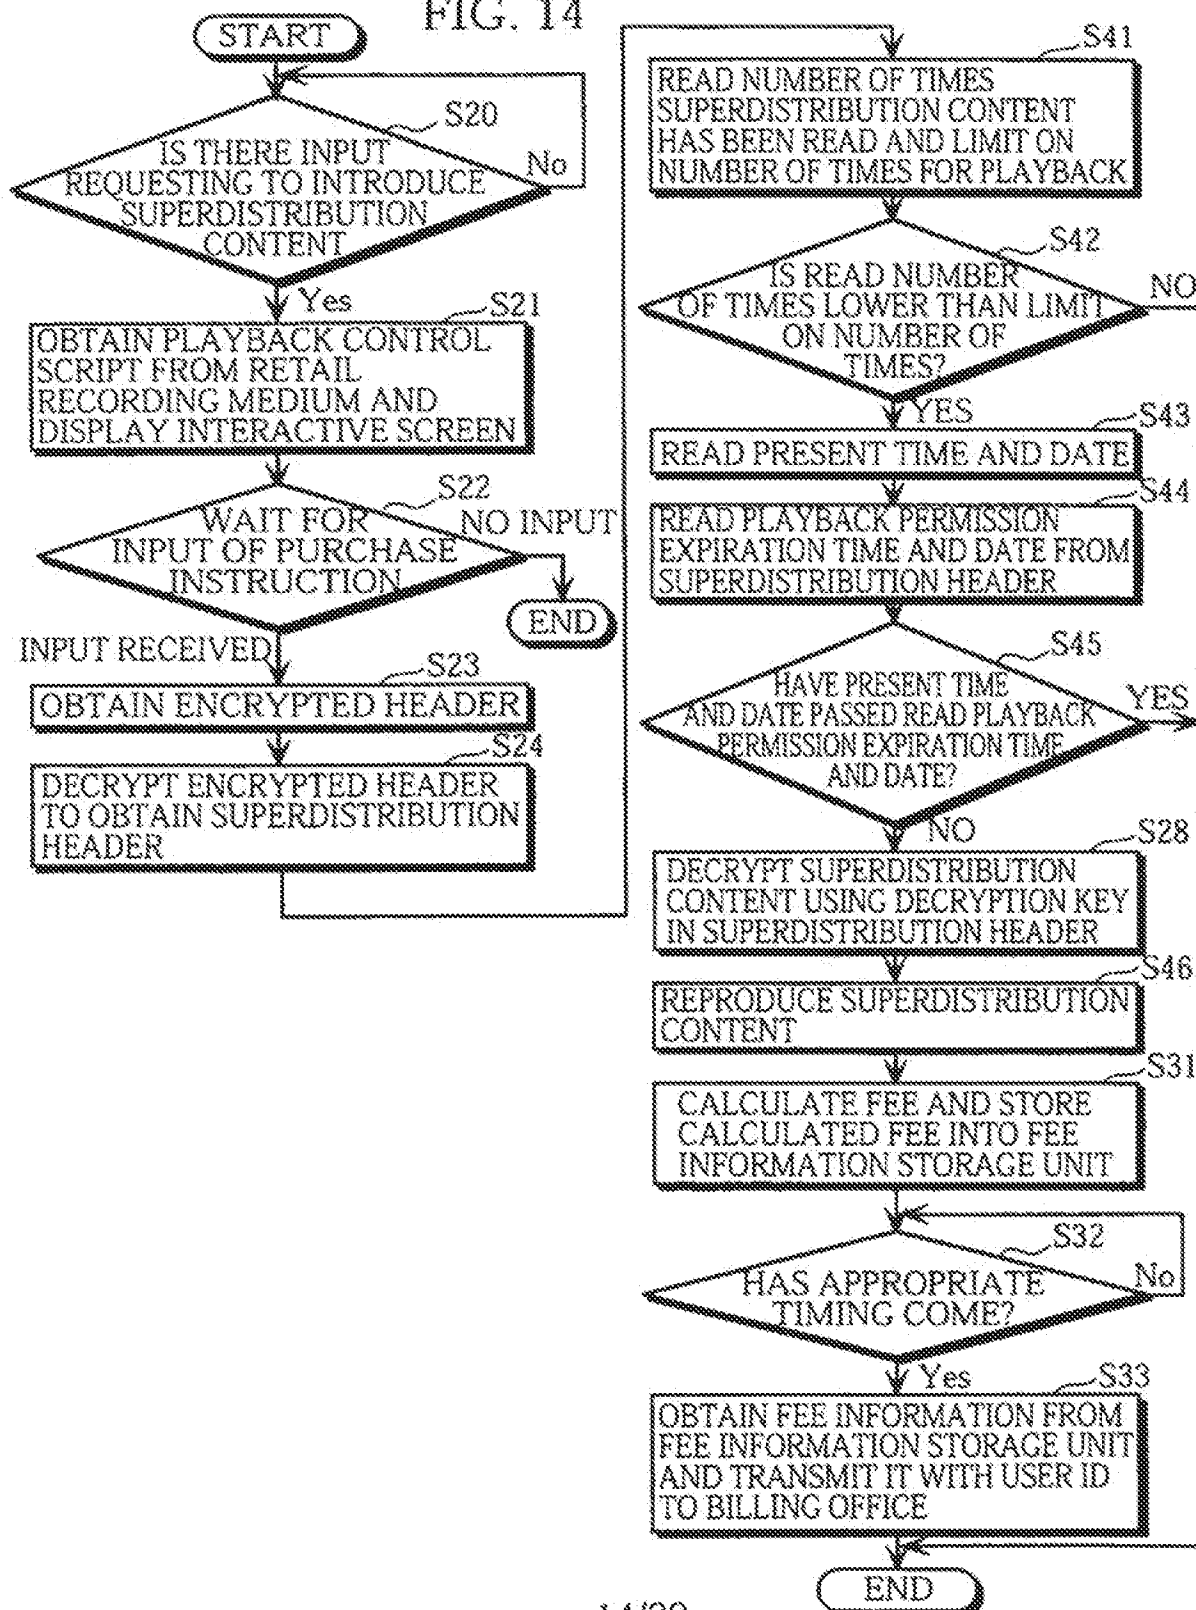 FIG. 14
START
S20
IS THERE INPUT
REQUESTING TO INTRODUCE
SUPERDISTRIBUTION
CONTENT
No
Yes
S21
OBTAIN PLAYBACK CONTROL
SCRIPT FROM RETAIL
RECORDING MEDIUM AND
DISPLAY INTERACTIVE SCREEN
S22
WAIT FOR
INPUT OF PURCHASE
INSTRUCTION
NO INPUT
END
INPUT RECEIVED
S23
OBTAIN ENCRYPTED HEADER
S24
DECRYPT ENCRYPTED HEADER
TO OBTAIN SUPERDISTRIBUTION
HEADER
S41
READ NUMBER OF TIMES
SUPERDISTRIBUTION CONTENT
HAS BEEN READ AND LIMIT ON
NUMBER OF TIMES FOR PLAYBACK
S42
IS READ NUMBER
OF TIMES LOWER THAN LIMIT
ON NUMBER OF
TIMES?
NO
YES
S43
READ PRESENT TIME AND DATE
S44
READ PLAYBACK PERMISSION
EXPIRATION TIME AND DATE FROM
SUPERDISTRIBUTION HEADER
S45
HAVE PRESENT TIME
AND DATE PASSED READ PLAYBACK
PERMISSION EXPIRATION TIME
AND DATE?
YES
NO
S28
DECRYPT SUPERDISTRIBUTION
CONTENT USING DECRYPTION KEY
IN SUPERDISTRIBUTION HEADER
S46
REPRODUCE SUPERDISTRIBUTION
CONTENT
S31
CALCULATE FEE AND STORE
CALCULATED FEE INTO FEE
INFORMATION STORAGE UNIT
S32
HAS APPROPRIATE
TIMING COME?
No
Yes
S33
OBTAIN FEE INFORMATION FROM
FEE INFORMATION STORAGE UNIT
AND TRANSMIT IT WITH USER ID
TO BILLING OFFICE
END